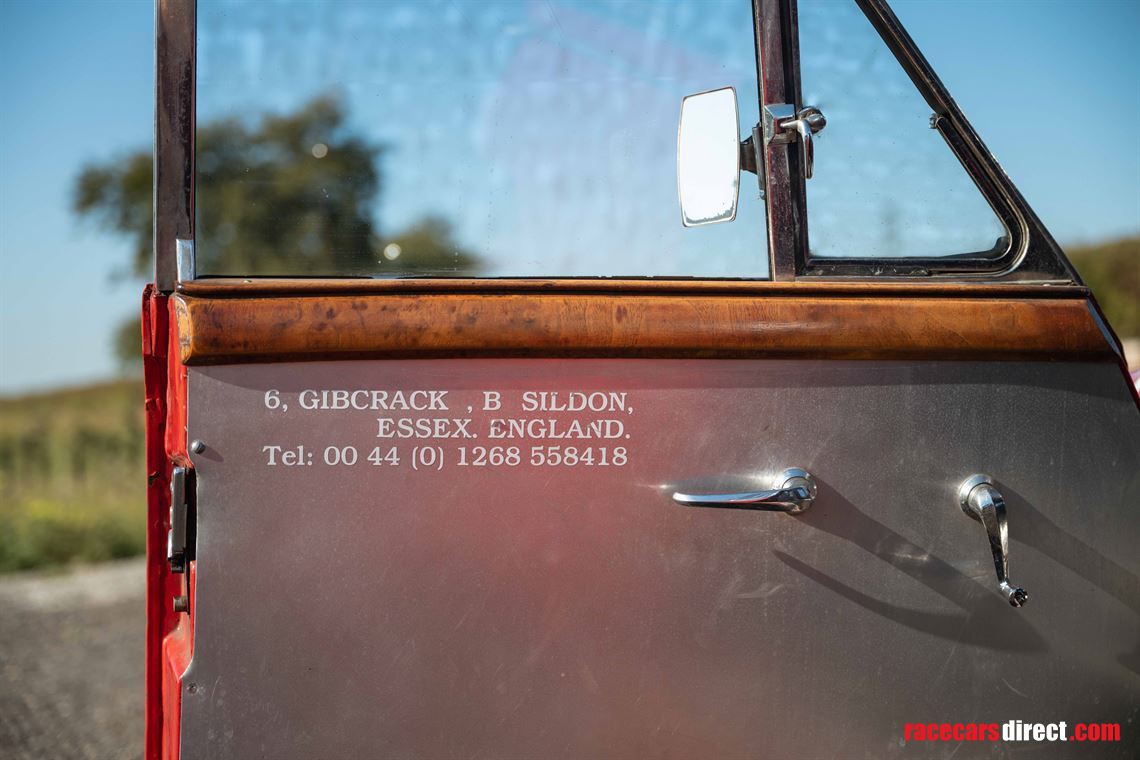 6, GIBCRACK , B SILDON,
ESSEX. ENGLAND.
Tel: 00 44 (0) 1268 558418
racecarsdirect.com